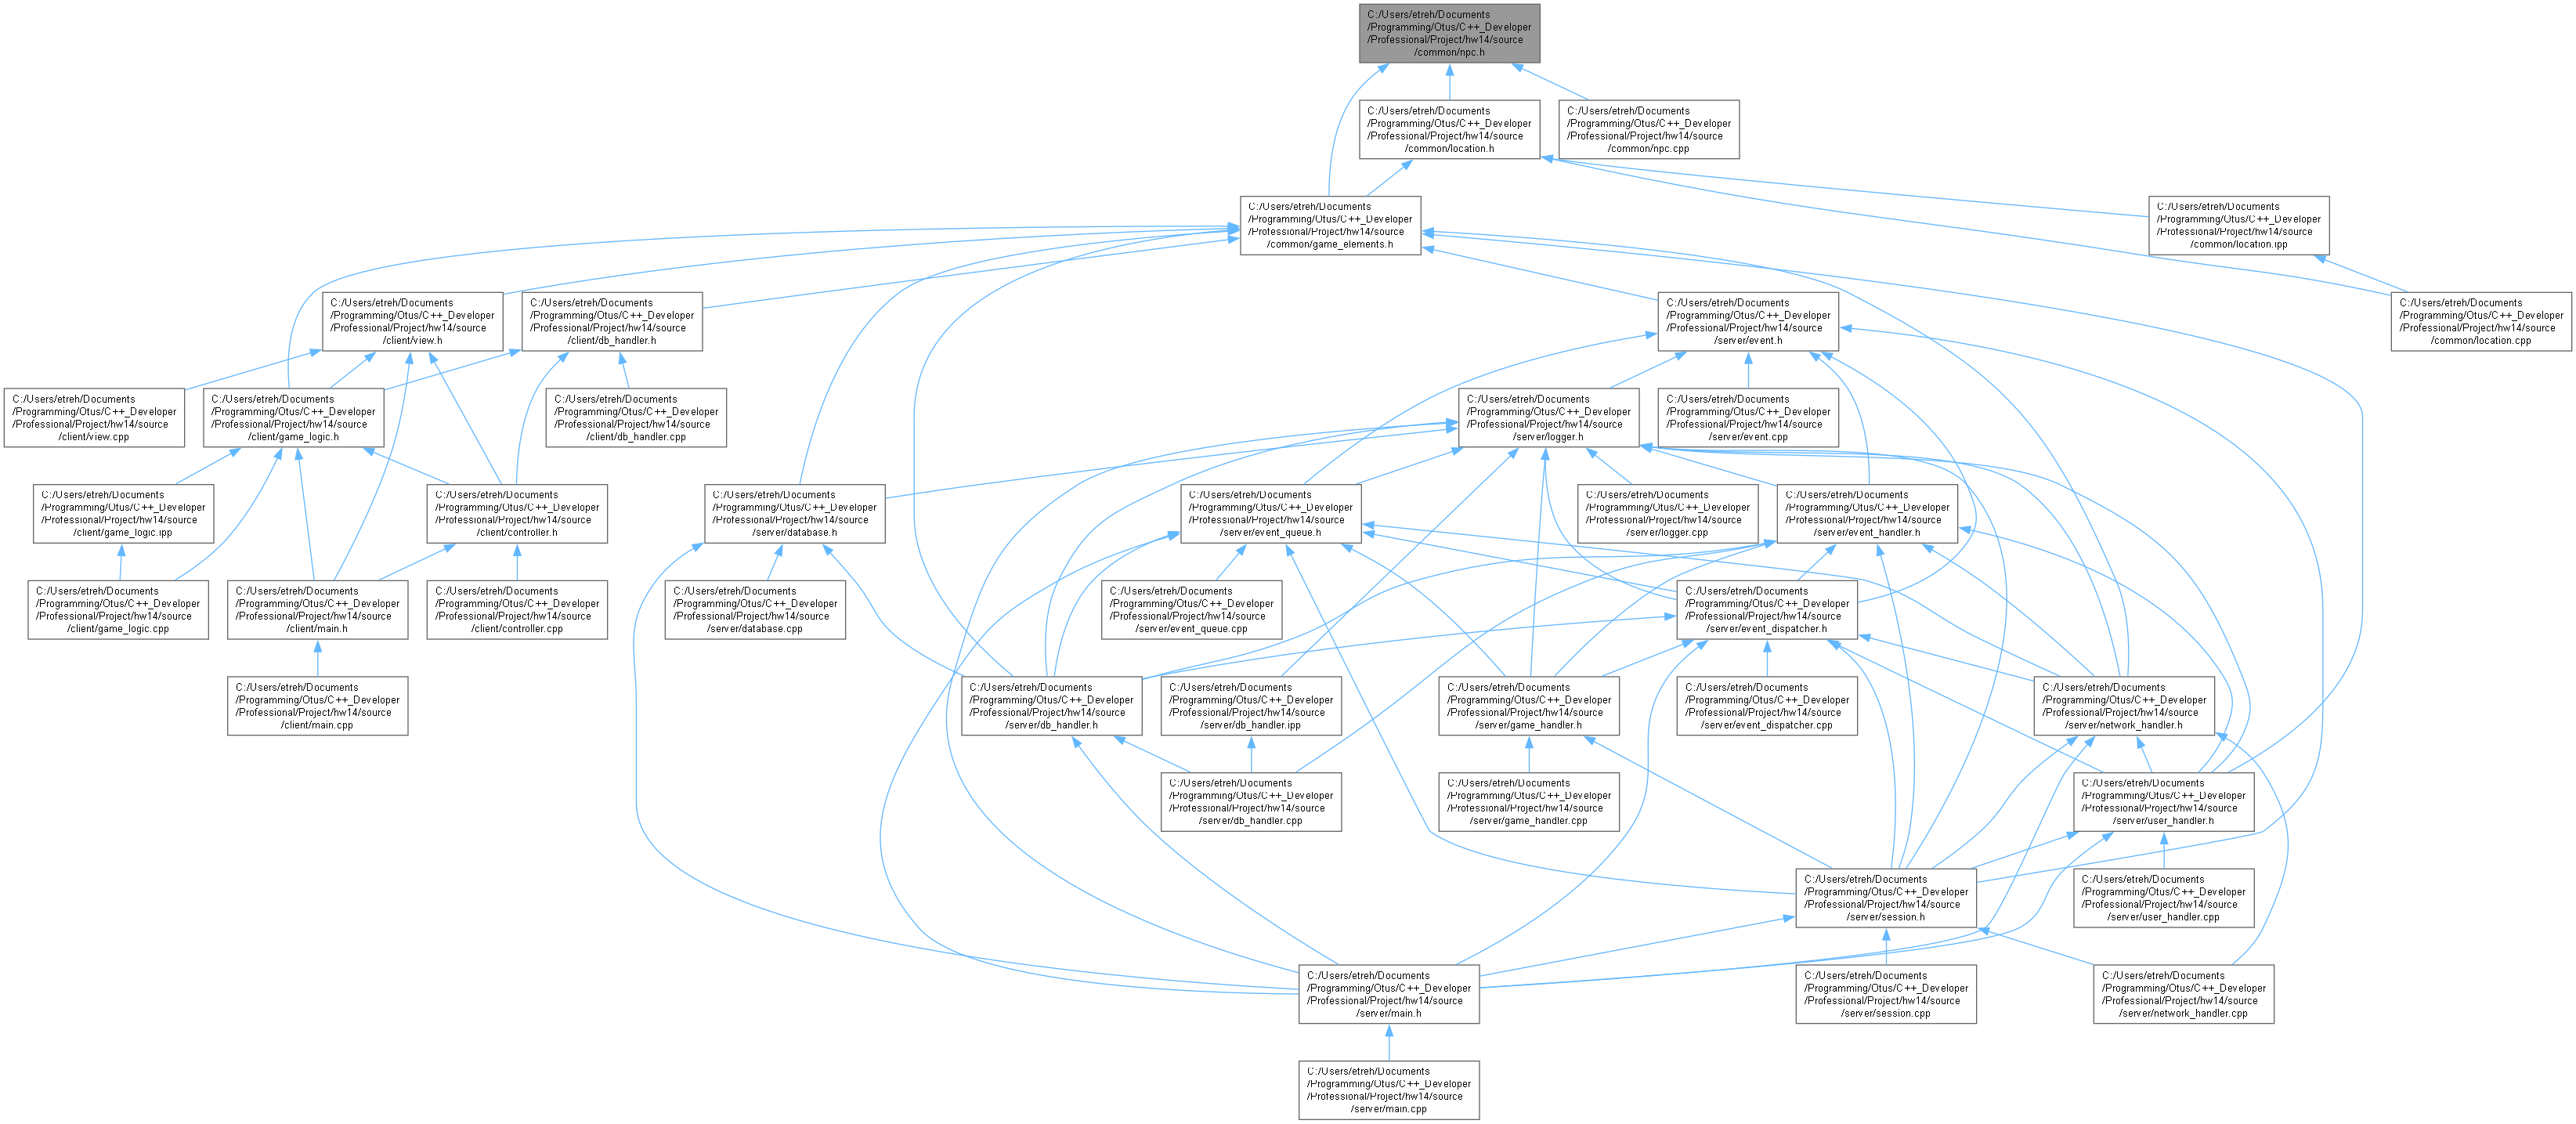 C:/Users/etreh/Documents
/Programming/Otus/C++_Developer
/Professional/Project/hw14/source
/common/npc.h
C:/Users/etreh/Documents
/Programming/Otus/C++_Developer
/Professional/Project/hw14/source
/common/location.h
C:/Users/etreh/Documents
/Programming/Otus/C++_Developer
/Professional/Project/hw14/source
/common/npc.cpp
C:/Users/etreh/Documents
/Programming/Otus/C++_Developer
/Professional/Project/hw14/source
/common/game_elements.h
C:/Users/etreh/Documents
/Programming/Otus/C++_Developer
/Professional/Project/hw14/source
/common/location.ipp
C:/Users/etreh/Documents
/Programming/Otus/C++_Developer
/Professional/Project/hw14/source
/client/view.h
C:/Users/etreh/Documents
/Programming/Otus/C++_Developer
/Professional/Project/hw14/source
/client/db_handler.h
C:/Users/etreh/Documents
/Programming/Otus/C++_Developer
/Professional/Project/hw14/source
/server/event.h
C:/Users/etreh/Documents
/Programming/Otus/C++_Developer
/Professional/Project/hw14/source
/common/location.cpp
C:/Users/etreh/Documents
/Programming/Otus/C++_Developer
/Professional/Project/hw14/source
/client/view.cpp
C:/Users/etreh/Documents
/Programming/Otus/C++_Developer
/Professional/Project/hw14/source
/client/game_logic.h
C:/Users/etreh/Documents
/Programming/Otus/C++_Developer
/Professional/Project/hw14/source
/client/db_handler.cpp
C:/Users/etreh/Documents
/Programming/Otus/C++_Developer
/Professional/Project/hw14/source
/server/logger.h
C:/Users/etreh/Documents
/Programming/Otus/C++_Developer
/Professional/Project/hw14/source
/server/event.cpp
C:/Users/etreh/Documents
/Programming/Otus/C++_Developer
/Professional/Project/hw14/source
/client/game_logic.ipp
C:/Users/etreh/Documents
/Programming/Otus/C++_Developer
/Professional/Project/hw14/source
/client/controller.h
C:/Users/etreh/Documents
/Programming/Otus/C++_Developer
/Professional/Project/hw14/source
/server/database.h
C:/Users/etreh/Documents
/Programming/Otus/C++_Developer
/Professional/Project/hw14/source
/server/event_queue.h
C:/Users/etreh/Documents
/Programming/Otus/C++_Developer
/Professional/Project/hw14/source
/server/logger.cpp
C:/Users/etreh/Documents
/Programming/Otus/C++_Developer
/Professional/Project/hw14/source
/server/event_handler.h
C:/Users/etreh/Documents
/Programming/Otus/C++_Developer
/Professional/Project/hw14/source
/client/game_logic.cpp
C:/Users/etreh/Documents
/Programming/Otus/C++_Developer
/Professional/Project/hw14/source
/client/main.h
C:/Users/etreh/Documents
/Programming/Otus/C++_Developer
/Professional/Project/hw14/source
/client/controller.cpp
C:/Users/etreh/Documents
/Programming/Otus/C++_Developer
/Professional/Project/hw14/source
/server/database.cpp
C:/Users/etreh/Documents
/Programming/Otus/C++_Developer
/Professional/Project/hw14/source
/server/event_queue.cpp
C:/Users/etreh/Documents
/Programming/Otus/C++_Developer
/Professional/Project/hw14/source
/server/event_dispatcher.h
C:/Users/etreh/Documents
/Programming/Otus/C++_Developer
/Professional/Project/hw14/source
/client/main.cpp
C:/Users/etreh/Documents
/Programming/Otus/C++_Developer
/Professional/Project/hw14/source
/server/db_handler.h
C:/Users/etreh/Documents
/Programming/Otus/C++_Developer
/Professional/Project/hw14/source
/server/db_handler.ipp
C:/Users/etreh/Documents
/Programming/Otus/C++_Developer
/Professional/Project/hw14/source
/server/game_handler.h
C:/Users/etreh/Documents
/Programming/Otus/C++_Developer
/Professional/Project/hw14/source
/server/event_dispatcher.cpp
C:/Users/etreh/Documents
/Programming/Otus/C++_Developer
/Professional/Project/hw14/source
/server/network_handler.h
C:/Users/etreh/Documents
/Programming/Otus/C++_Developer
/Professional/Project/hw14/source
/server/db_handler.cpp
C:/Users/etreh/Documents
/Programming/Otus/C++_Developer
/Professional/Project/hw14/source
/server/game_handler.cpp
C:/Users/etreh/Documents
/Programming/Otus/C++_Developer
/Professional/Project/hw14/source
/server/user_handler.h
C:/Users/etreh/Documents
/Programming/Otus/C++_Developer
/Professional/Project/hw14/source
/server/session.h
C:/Users/etreh/Documents
/Programming/Otus/C++_Developer
/Professional/Project/hw14/source
/server/user_handler.cpp
C:/Users/etreh/Documents
/Programming/Otus/C++_Developer
/Professional/Project/hw14/source
/server/main.h
C:/Users/etreh/Documents
/Programming/Otus/C++_Developer
/Professional/Project/hw14/source
/server/session.cpp
C:/Users/etreh/Documents
/Programming/Otus/C++_Developer
/Professional/Project/hw14/source
/server/network_handler.cpp
C:/Users/etreh/Documents
/Programming/Otus/C++_Developer
/Professional/Project/hw14/source
/server/main.cpp